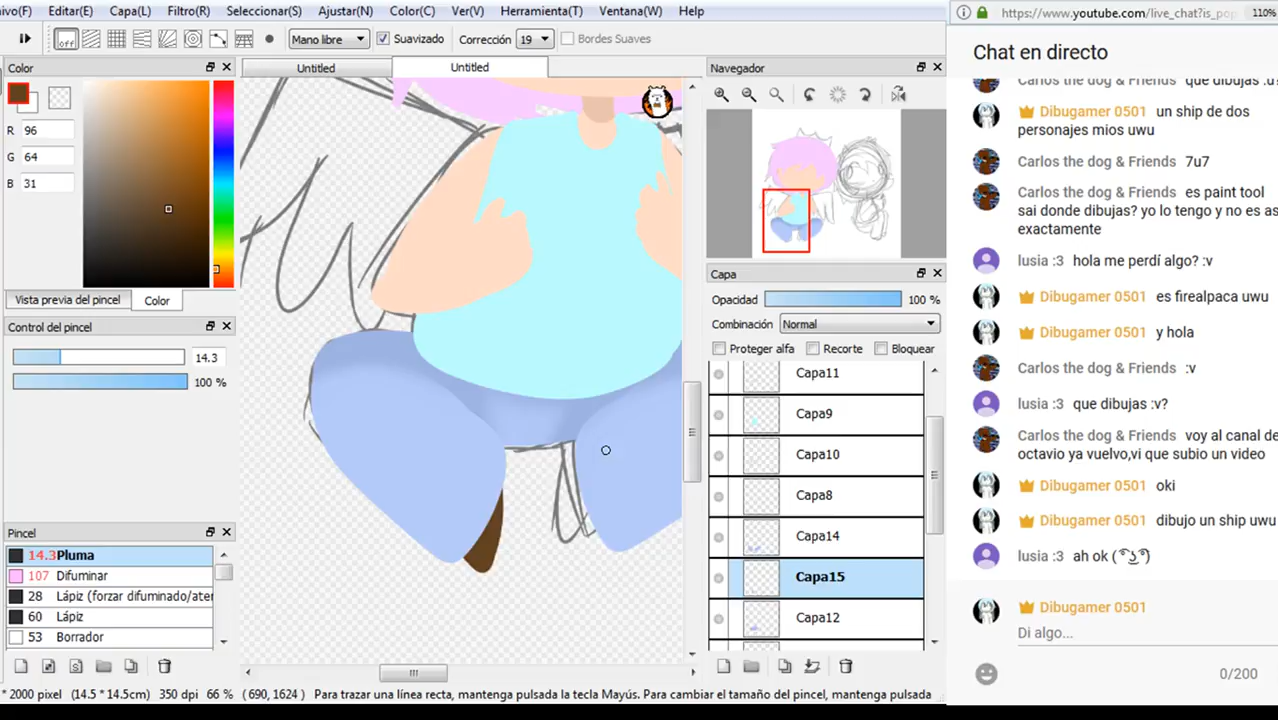 ivo(F) Editar(E) Capa(L) Filtro(R) Seleccionar(S) Ajustar(N) Color(C) Ver(V) Herramienta(T) Ventana(W) Help
off Mano libre Suavizado Corrección 19 Bordes Suaves
Color
R 96
G 64
B 31
Vista previa del pincel Color
Control del pincel
14.3
100 %
Pincel
14.3 Pluma
107 Difuminar
28 Lápiz (forzar difuminado/ater
60 Lápiz
53 Borrador
Untitled Untitled
Navegador
Capa
Opacidad 100 %
Combinación Normal
Proteger alfa Recorte Bloquear
Capa11
Capa9
Capa10
Capa8
Capa14
Capa15
Capa12
* 2000 pixel (14.5 * 14.5cm) 350 dpi 66 % (690, 1624) Para trazar una línea recta, mantenga pulsada la tecla Mayús. Para cambiar el tamaño del pincel, mantenga pulsada
https://www.youtube.com/live_chat?is_pop 110%
Chat en directo
Carlos the dog & Friends que dibujas :u
Dibugamer 0501 un ship de dos
personajes mios uwu
Carlos the dog & Friends 7u7
Carlos the dog & Friends es paint tool
sai donde dibujas? yo lo tengo y no es as
exactamente
lusia :3 hola me perdí algo? :v
Dibugamer 0501 es firealpaca uwu
Dibugamer 0501 y hola
Carlos the dog & Friends :v
lusia :3 que dibujas :v?
Carlos the dog & Friends voy al canal de
octavio ya vuelvo,vi que subio un video
Dibugamer 0501 oki
Dibugamer 0501 dibujo un ship uwu
lusia :3 ah ok ( ͡° ͜ʖ ͡°)
Dibugamer 0501
Di algo...
0/200